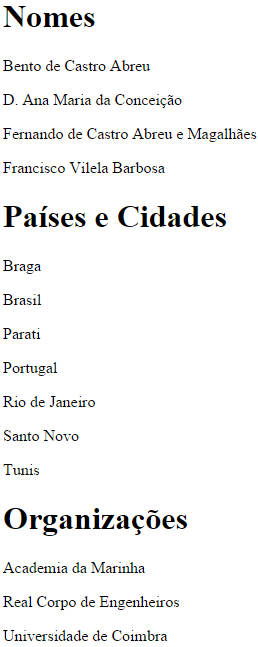 Nomes
Bento de Castro Abreu
D. Ana Maria da Conceição
Fernando de Castro Abreu e Magalhães
Francisco Vilela Barbosa
Países e Cidades
Braga
Brasil
Parati
Portugal
Rio de Janeiro
Santo Novo
Tunis
Organizações
Academia da Marinha
Real Corpo de Engenheiros
Universidade de Coimbra